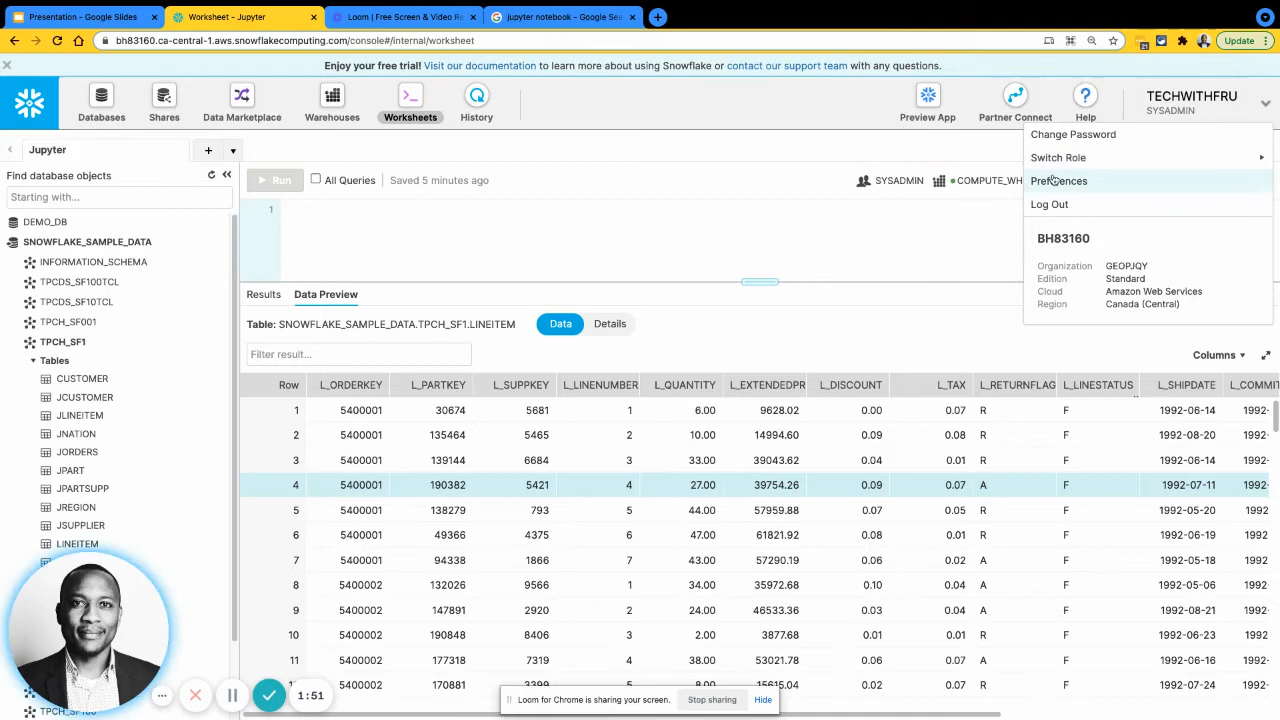 Presentation - Google Slides
Worksheet - Jupyter
Loom | Free Screen & Video Re
jupyter notebook - Google Sea
bh83160.ca-central-1.aws.snowflakecomputing.com/console#/internal/worksheet
21
Update
Enjoy your free trial! Visit our documentation to learn more about using Snowflake or contact our support team with any questions.
Databases
Shares
Data Marketplace
Warehouses
Worksheets
History
Preview App
Partner Connect
Help
TECHWITHFRU
SYSADMIN
Change Password
Switch Role
Preferences
Log Out
BH83160
Organization GEOPJQY
Edition Standard
Cloud Amazon Web Services
Region Canada (Central)
Jupyter
Find database objects
Starting with...
DEMO_DB
SNOWFLAKE_SAMPLE_DATA
INFORMATION_SCHEMA
TPCDS_SF100TCL
TPCDS_SF10TCL
TPCH_SF001
TPCH_SF1
Tables
CUSTOMER
JCUSTOMER
JLINEITEM
JNATION
JORDERS
JPART
JPARTSUPP
JREGION
JSUPPLIER
LINEITEM
Run
All Queries
Saved 5 minutes ago
SYSADMIN
COMPUTE_WH
1
Results
Data Preview
Table: SNOWFLAKE_SAMPLE_DATA.TPCH_SF1.LINEITEM
Data
Details
Filter result...
Columns
Row L_ORDERKEY L_PARTKEY L_SUPPKEY L_LINENUMBER L_QUANTITY L_EXTENDEDPR L_DISCOUNT L_TAX L_RETURNFLAG L_LINESTATUS L_SHIPDATE L_COMMIT
1 5400001 30674 5681 1 6.00 9628.02 0.00 0.07 R F 1992-06-14 1992-
2 5400001 135464 5465 2 10.00 14994.60 0.09 0.08 R F 1992-08-20 1992-
3 5400001 139144 6684 3 33.00 39043.62 0.04 0.01 R F 1992-06-14 1992-
4 5400001 190382 5421 4 27.00 39754.26 0.09 0.07 A F 1992-07-11 1992-
5 5400001 138279 793 5 44.00 57959.88 0.07 0.05 R F 1992-05-20 1992-
6 5400001 49366 4375 6 47.00 61821.92 0.08 0.01 R F 1992-06-19 1992-
7 5400001 94338 1866 7 43.00 57290.19 0.06 0.02 A F 1992-05-18 1992-
8 5400002 132026 9566 1 34.00 35972.68 0.10 0.04 A F 1992-05-06 1992-
9 5400002 147891 2920 2 24.00 46533.36 0.03 0.04 A F 1992-08-21 1992-
10 5400002 190848 8406 3 2.00 3877.68 0.01 0.01 R F 1992-06-23 1992-
11 5400002 177318 7319 4 38.00 53021.78 0.06 0.07 A F 1992-06-16 1992-
170881 5 8.00 0.02 0.07 R F 1992-07-24 1992-
1:51
Loom for Chrome is sharing your screen.
Stop sharing
Hide